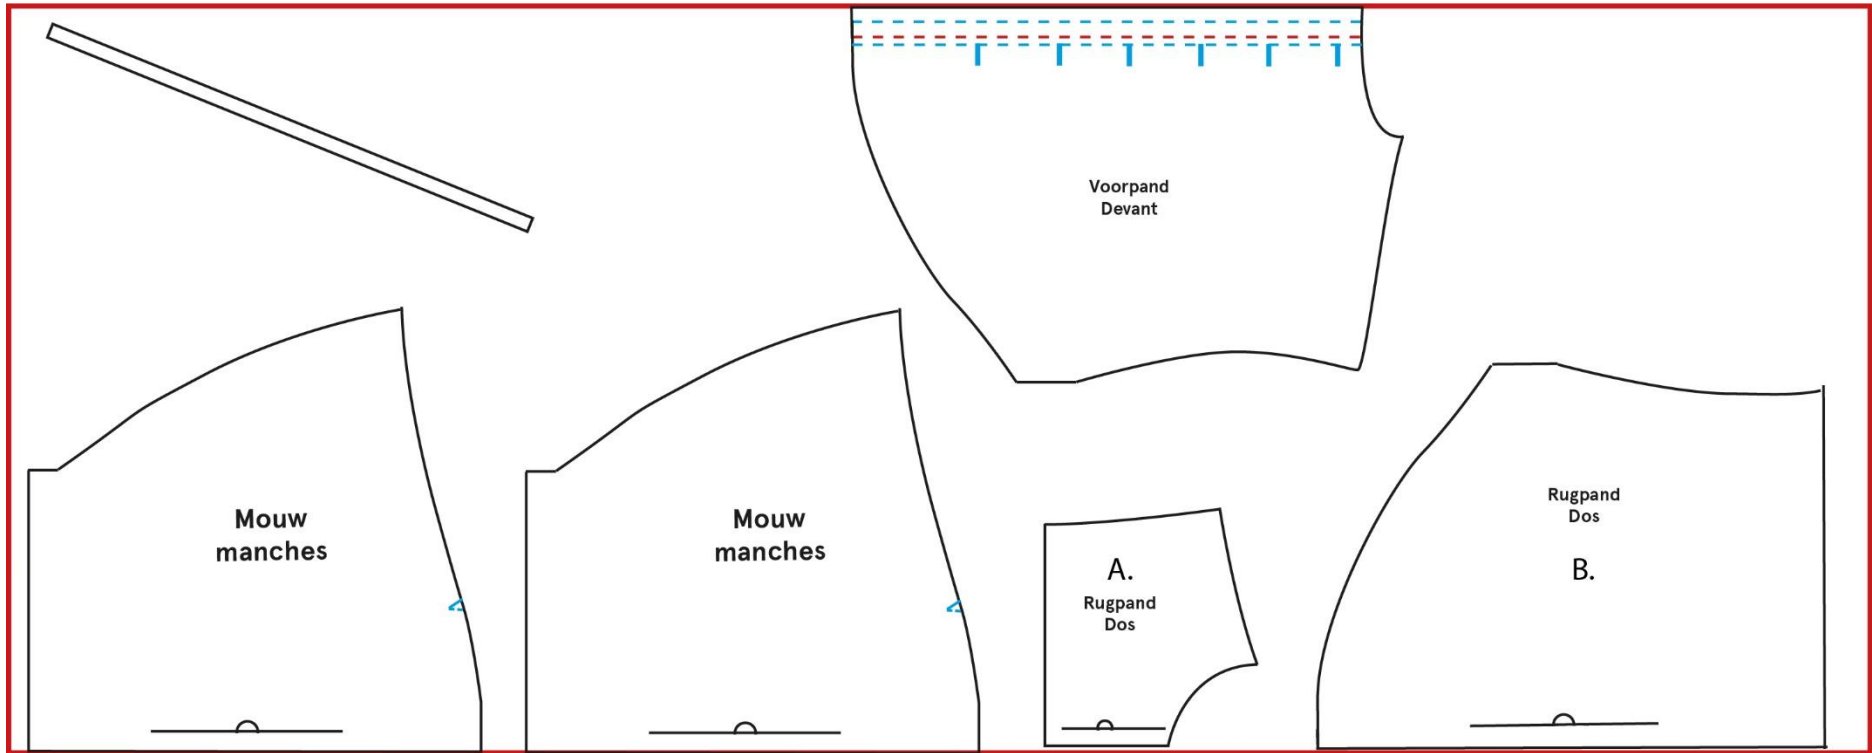 Voorpand
Devant
Mouw
manches
Mouw
manches
A.
Rugpand
Dos
Rugpand
Dos
B.